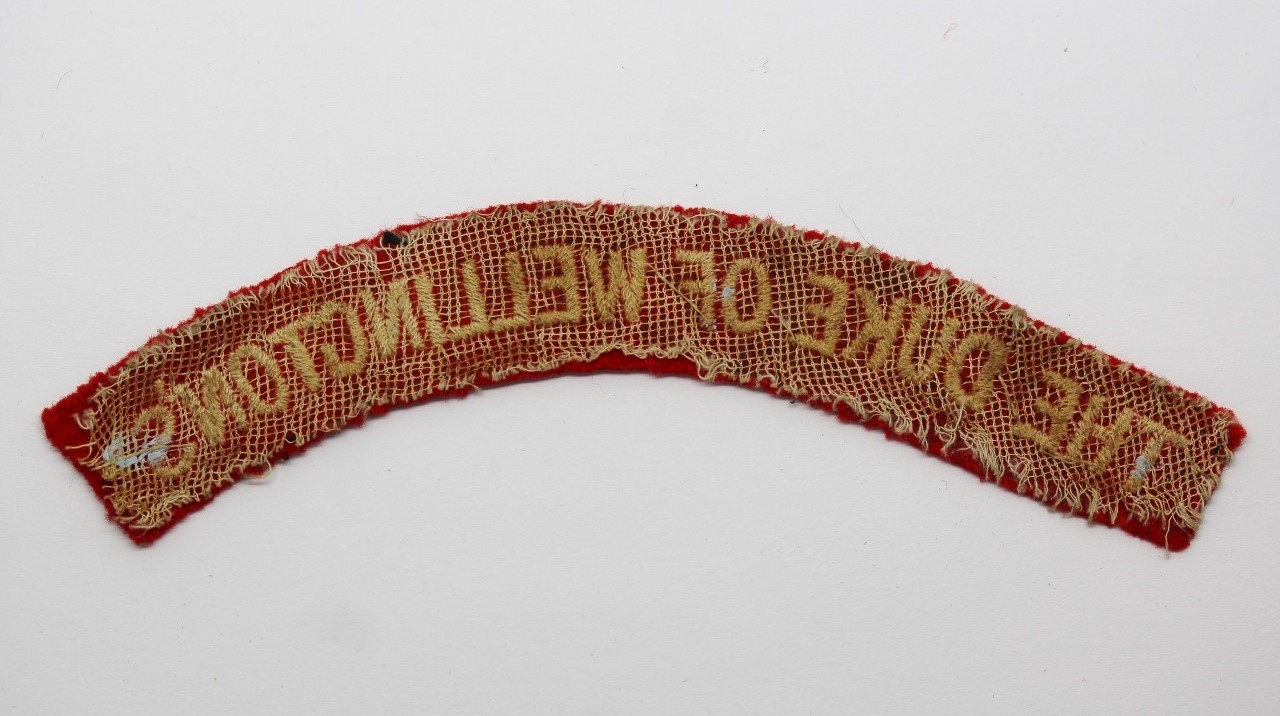 THE DUKE OF WELLINGTON'S